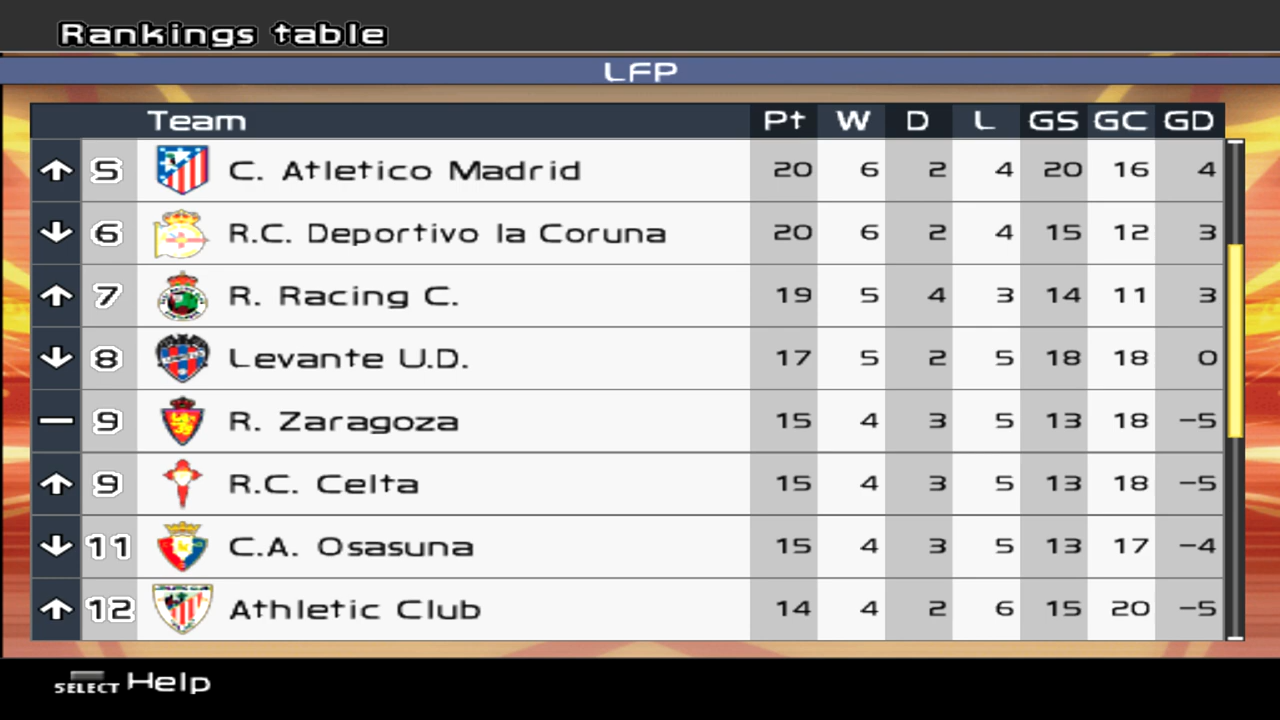 Rankings table
LFP
Team Pt W D L GS GC GD
5 C. Atletico Madrid 20 6 2 4 20 16 4
6 R.C. Deportivo la Coruna 20 6 2 4 15 12 3
7 R. Racing C. 19 5 4 3 14 11 3
8 Levante U.D. 17 5 2 5 18 18 0
9 R. Zaragoza 15 4 3 5 13 18 -5
9 R.C. Celta 15 4 3 5 13 18 -5
11 C.A. Osasuna 15 4 3 5 13 17 -4
12 Athletic Club 14 4 2 6 15 20 -5
SELECT Help